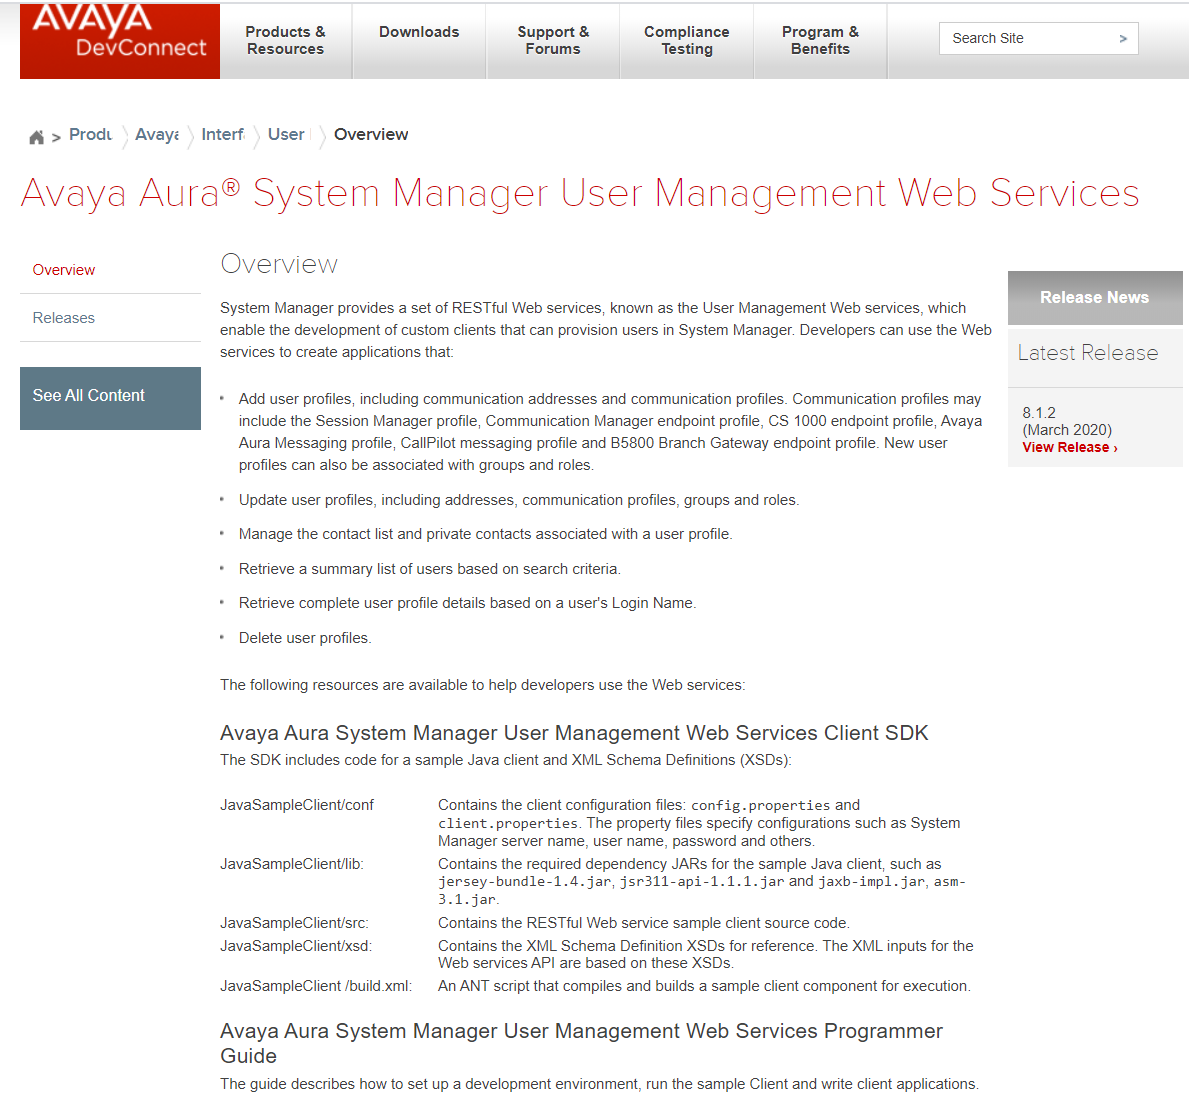 AVAYA
DevConnect
Products &
Resources
Downloads
Support &
Forums
Compliance
Testing
Program &
Benefits
Search Site >
> Produ Avaya Interf User Overview
Avaya Aura® System Manager User Management Web Services
Overview
Releases
See All Content
Overview
System Manager provides a set of RESTful Web services, known as the User Management Web services, which
enable the development of custom clients that can provision users in System Manager. Developers can use the Web
services to create applications that:
Add user profiles, including communication addresses and communication profiles. Communication profiles may
include the Session Manager profile, Communication Manager endpoint profile, CS 1000 endpoint profile, Avaya
Aura Messaging profile, CallPilot messaging profile and B5800 Branch Gateway endpoint profile. New user
profiles can also be associated with groups and roles.
Update user profiles, including addresses, communication profiles, groups and roles.
Manage the contact list and private contacts associated with a user profile.
Retrieve a summary list of users based on search criteria.
Retrieve complete user profile details based on a user's Login Name.
Delete user profiles.
The following resources are available to help developers use the Web services:
Avaya Aura System Manager User Management Web Services Client SDK
The SDK includes code for a sample Java client and XML Schema Definitions (XSDs):
JavaSampleClient/conf Contains the client configuration files: config.properties and
client.properties. The property files specify configurations such as System
Manager server name, user name, password and others.
JavaSampleClient/lib: Contains the required dependency JARs for the sample Java client, such as
jersey-bundle-1.4.jar, jsr311-api-1.1.1.jar and jaxb-impl.jar, asm-
3.1.jar.
JavaSampleClient/src: Contains the RESTful Web service sample client source code.
JavaSampleClient/xsd: Contains the XML Schema Definition XSDs for reference. The XML inputs for the
Web services API are based on these XSDs.
JavaSampleClient /build.xml: An ANT script that compiles and builds a sample client component for execution.
Avaya Aura System Manager User Management Web Services Programmer
Guide
The guide describes how to set up a development environment, run the sample Client and write client applications.
Release News
Latest Release
8.1.2
(March 2020)
View Release ›